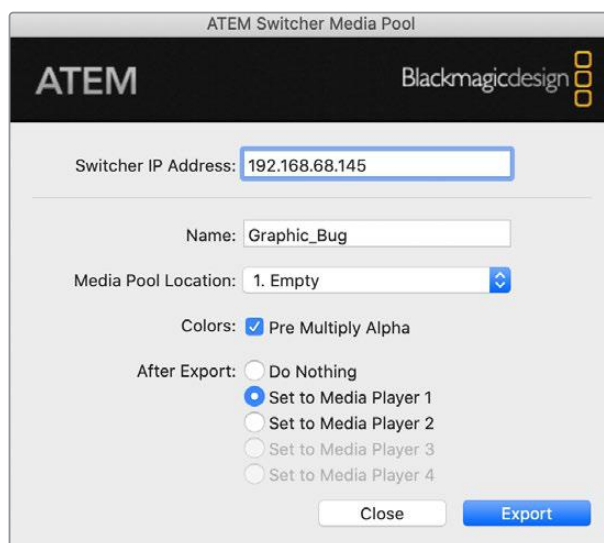 ATEM Switcher Media Pool
ATEM
Blackmagicdesign
Switcher IP Address: 192.168.68.145
Name: Graphic_Bug
Media Pool Location: 1. Empty
Colors: Pre Multiply Alpha
After Export: Do Nothing
Set to Media Player 1
Set to Media Player 2
Set to Media Player 3
Set to Media Player 4
Close Export